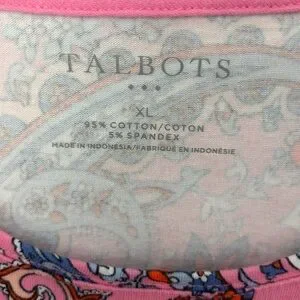 TALBOTS
XL
95% COTTON/COTON
5% SPANDEX
MADE IN INDONESIA/FABRIQUÉ EN INDONÉSIE